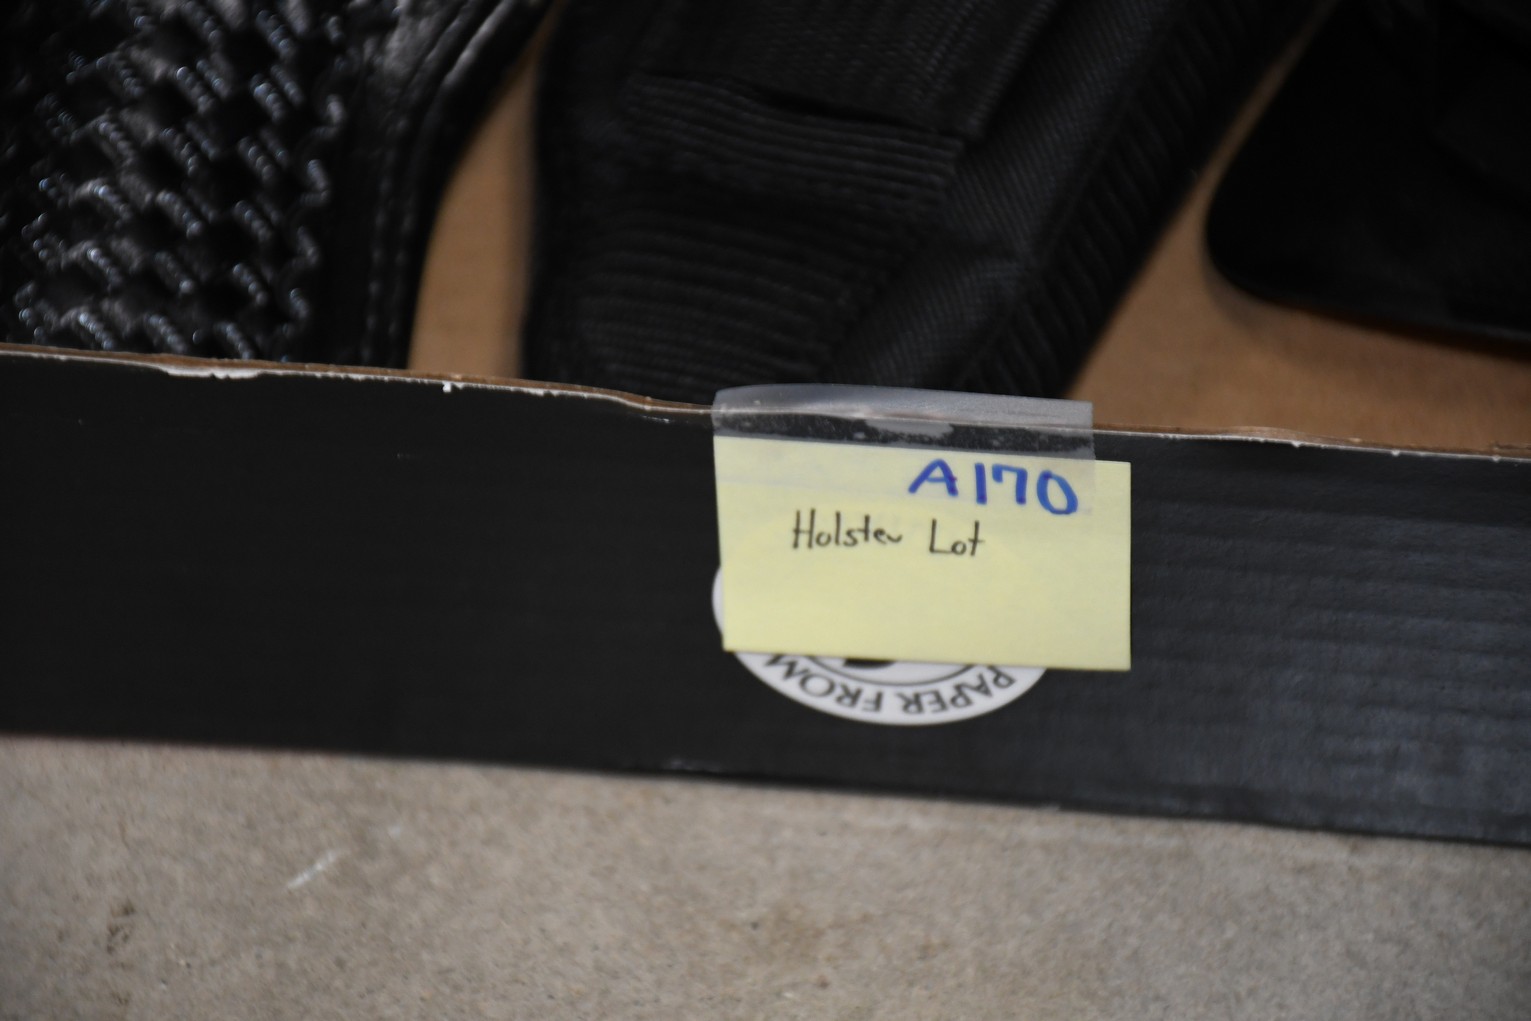 A170
Holster Lot
PAPER FROM